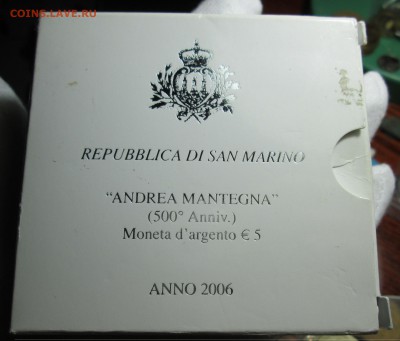 COINS.LAVE.RU
REPUBBLICA DI SAN MARINO
"ANDREA MANTEGNA"
(500° Anniv.)
Moneta d'argento € 5
ANNO 2006